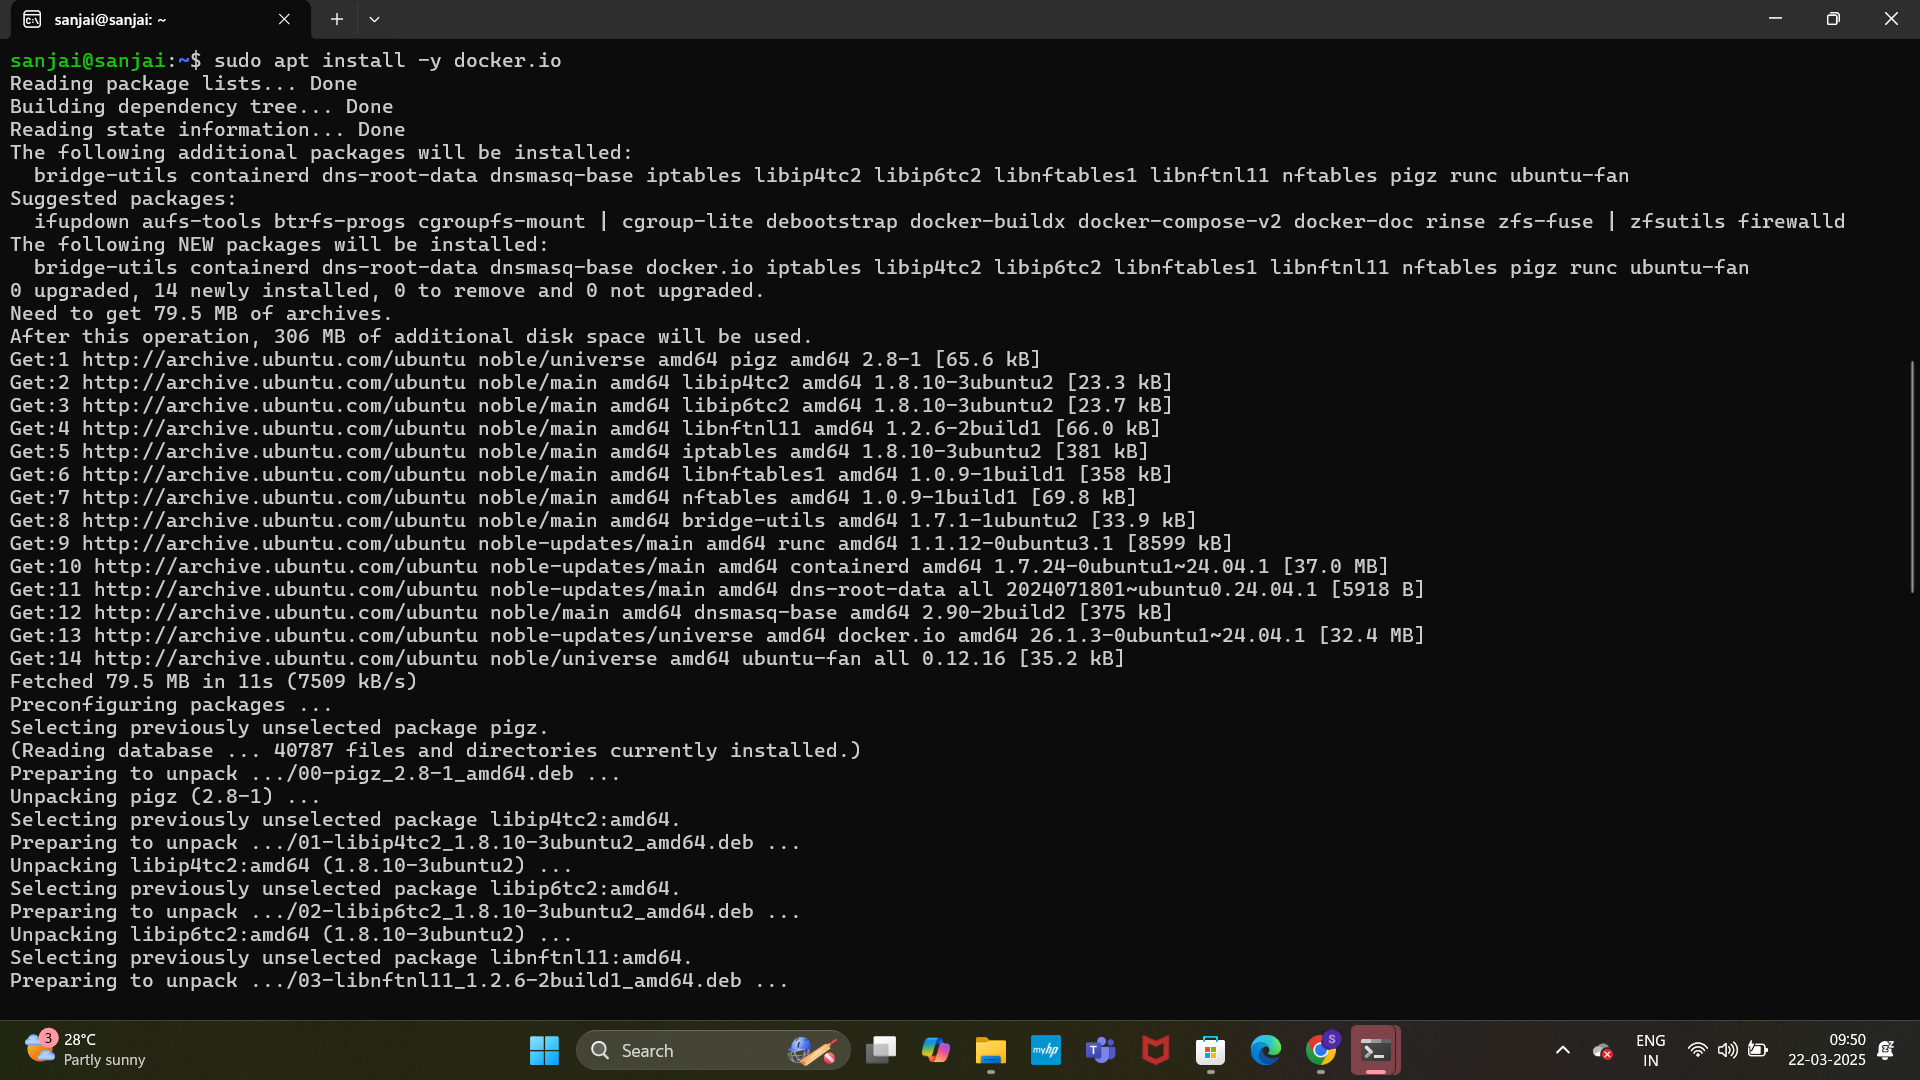 sanjai@sanjai: ~
sanjai@sanjai:~$ sudo apt install -y docker.io
Reading package lists... Done
Building dependency tree... Done
Reading state information... Done
The following additional packages will be installed:
  bridge-utils containerd dns-root-data dnsmasq-base iptables libip4tc2 libip6tc2 libnftables1 libnftnl11 nftables pigz runc ubuntu-fan
Suggested packages:
  ifupdown aufs-tools btrfs-progs cgroupfs-mount | cgroup-lite debootstrap docker-buildx docker-compose-v2 docker-doc rinse zfs-fuse | zfsutils firewalld
The following NEW packages will be installed:
  bridge-utils containerd dns-root-data dnsmasq-base docker.io iptables libip4tc2 libip6tc2 libnftables1 libnftnl11 nftables pigz runc ubuntu-fan
0 upgraded, 14 newly installed, 0 to remove and 0 not upgraded.
Need to get 79.5 MB of archives.
After this operation, 306 MB of additional disk space will be used.
Get:1 http://archive.ubuntu.com/ubuntu noble/universe amd64 pigz amd64 2.8-1 [65.6 kB]
Get:2 http://archive.ubuntu.com/ubuntu noble/main amd64 libip4tc2 amd64 1.8.10-3ubuntu2 [23.3 kB]
Get:3 http://archive.ubuntu.com/ubuntu noble/main amd64 libip6tc2 amd64 1.8.10-3ubuntu2 [23.7 kB]
Get:4 http://archive.ubuntu.com/ubuntu noble/main amd64 libnftnl11 amd64 1.2.6-2build1 [66.0 kB]
Get:5 http://archive.ubuntu.com/ubuntu noble/main amd64 iptables amd64 1.8.10-3ubuntu2 [381 kB]
Get:6 http://archive.ubuntu.com/ubuntu noble/main amd64 libnftables1 amd64 1.0.9-1build1 [358 kB]
Get:7 http://archive.ubuntu.com/ubuntu noble/main amd64 nftables amd64 1.0.9-1build1 [69.8 kB]
Get:8 http://archive.ubuntu.com/ubuntu noble/main amd64 bridge-utils amd64 1.7.1-1ubuntu2 [33.9 kB]
Get:9 http://archive.ubuntu.com/ubuntu noble-updates/main amd64 runc amd64 1.1.12-0ubuntu3.1 [8599 kB]
Get:10 http://archive.ubuntu.com/ubuntu noble-updates/main amd64 containerd amd64 1.7.24-0ubuntu1~24.04.1 [37.0 MB]
Get:11 http://archive.ubuntu.com/ubuntu noble-updates/main amd64 dns-root-data all 2024071801~ubuntu0.24.04.1 [5918 B]
Get:12 http://archive.ubuntu.com/ubuntu noble/main amd64 dnsmasq-base amd64 2.90-2build2 [375 kB]
Get:13 http://archive.ubuntu.com/ubuntu noble-updates/universe amd64 docker.io amd64 26.1.3-0ubuntu1~24.04.1 [32.4 MB]
Get:14 http://archive.ubuntu.com/ubuntu noble/universe amd64 ubuntu-fan all 0.12.16 [35.2 kB]
Fetched 79.5 MB in 11s (7509 kB/s)
Preconfiguring packages ...
Selecting previously unselected package pigz.
(Reading database ... 40787 files and directories currently installed.)
Preparing to unpack .../00-pigz_2.8-1_amd64.deb ...
Unpacking pigz (2.8-1) ...
Selecting previously unselected package libip4tc2:amd64.
Preparing to unpack .../01-libip4tc2_1.8.10-3ubuntu2_amd64.deb ...
Unpacking libip4tc2:amd64 (1.8.10-3ubuntu2) ...
Selecting previously unselected package libip6tc2:amd64.
Preparing to unpack .../02-libip6tc2_1.8.10-3ubuntu2_amd64.deb ...
Unpacking libip6tc2:amd64 (1.8.10-3ubuntu2) ...
Selecting previously unselected package libnftnl11:amd64.
Preparing to unpack .../03-libnftnl11_1.2.6-2build1_amd64.deb ...
3
28°C
Partly sunny
Search
myhp
S
ENG
IN
09:50
22-03-2025